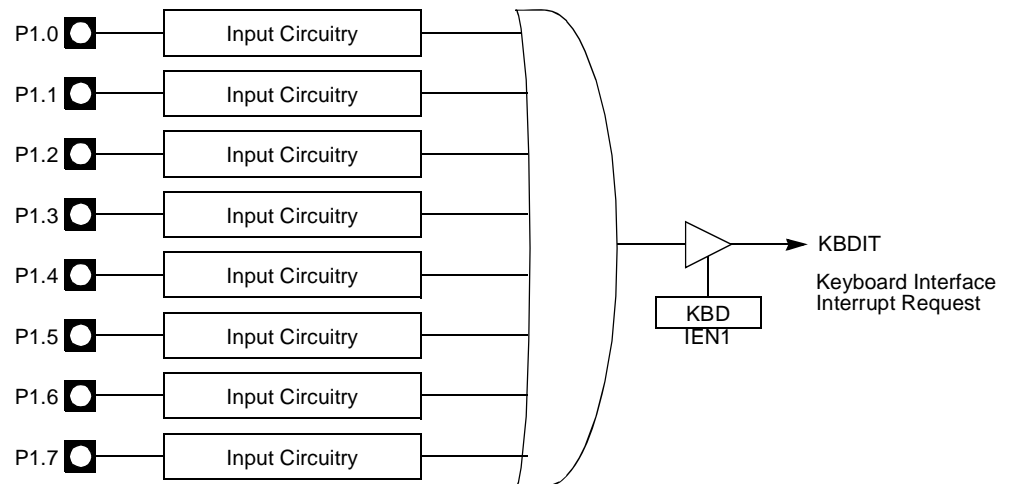 P1.0 Input Circuitry
P1.1 Input Circuitry
P1.2 Input Circuitry
P1.3 Input Circuitry
KBDIT
P1.4 Input Circuitry
Keyboard Interface
Interrupt Request
KBD
IEN1
P1.5 Input Circuitry
P1.6 Input Circuitry
P1.7 Input Circuitry